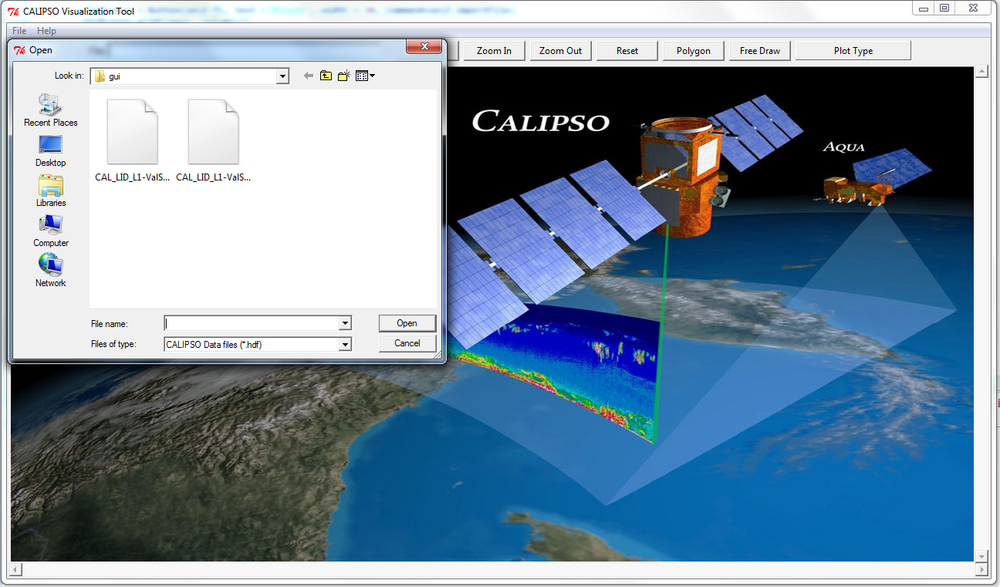 CALIPSO Visualization Tool
File Help
Open
Zoom In Zoom Out Reset Polygon Free Draw Plot Type
Look in: gui
Recent Places
Desktop
Libraries
Computer
Network
CAL_LID_L1-ValS... CAL_LID_L1-ValS...
File name:
Open
Files of type: CALIPSO Data files (*.hdf)
Cancel
CALIPSO
AQUA